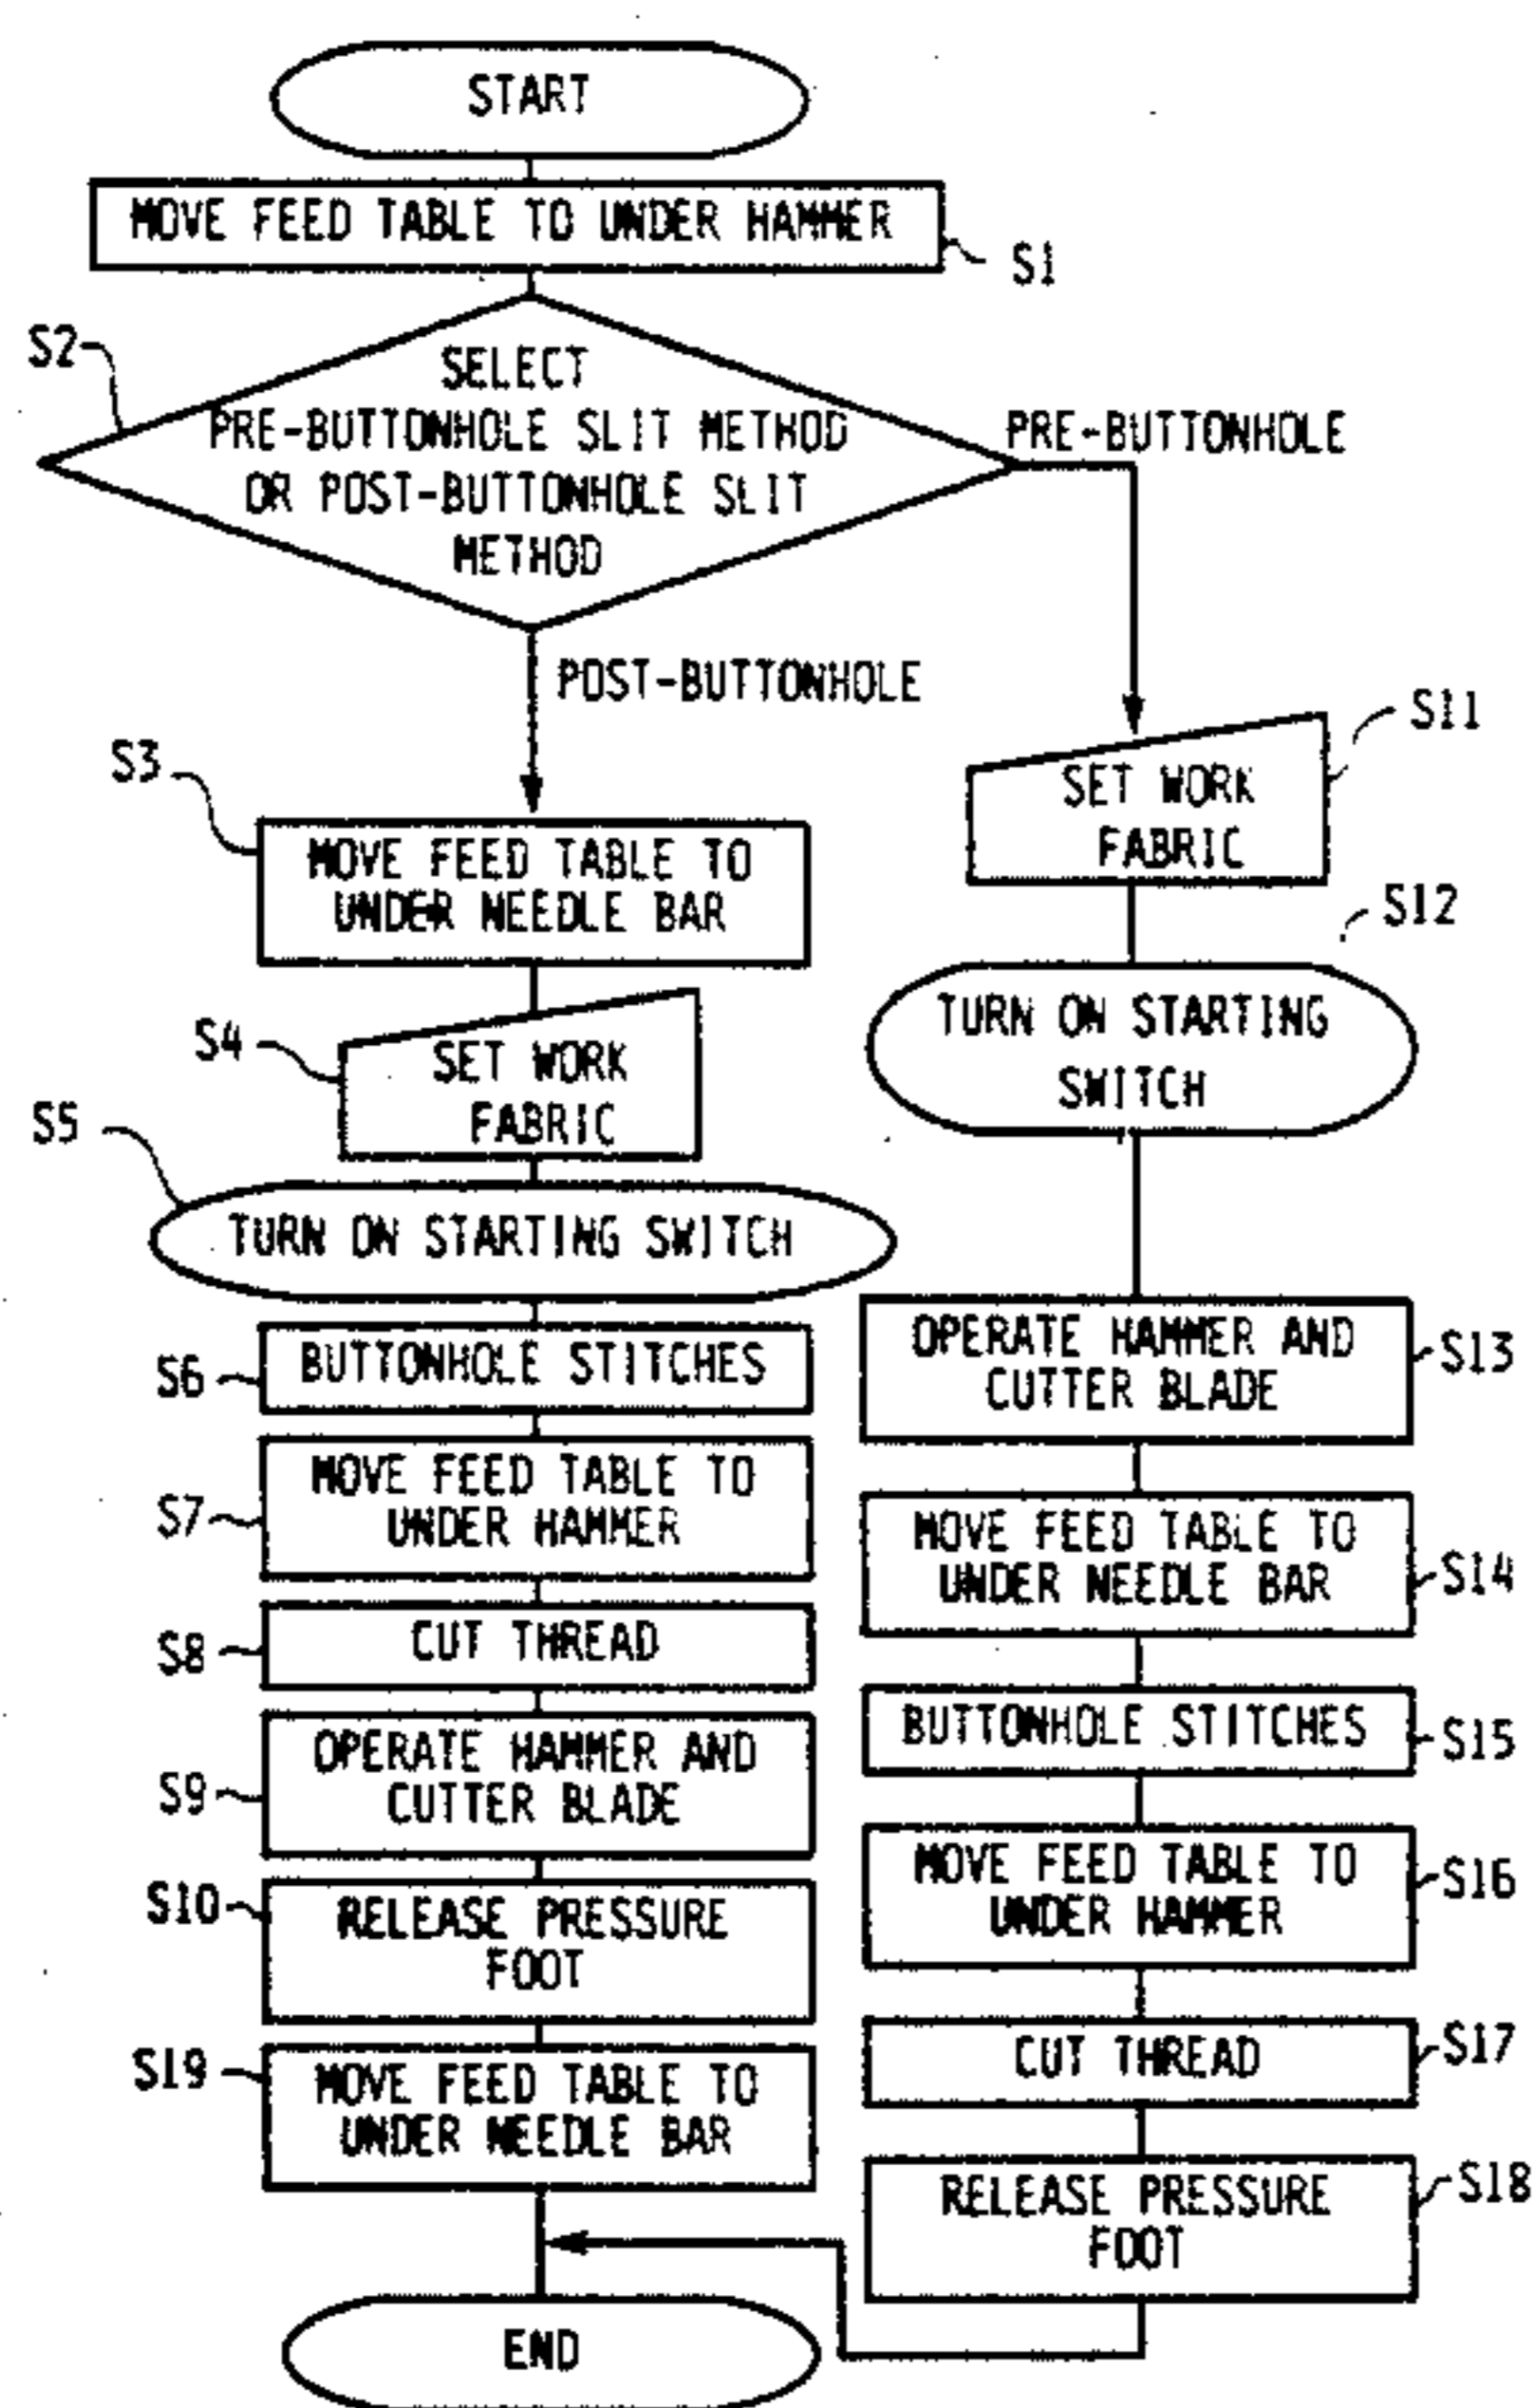 START
MOVE FEED TABLE TO UNDER HAMMER
S1
S2
SELECT
PRE-BUTTONHOLE SLIT METHOD
OR POST-BUTTONHOLE SLIT
METHOD
PRE-BUTTONHOLE
POST-BUTTONHOLE
S3
MOVE FEED TABLE TO
UNDER NEEDLE BAR
S4
SET WORK
FABRIC
S5
TURN ON STARTING SWITCH
S6
BUTTONHOLE STITCHES
S7
MOVE FEED TABLE TO
UNDER HAMMER
S8
CUT THREAD
S9
OPERATE HAMMER AND
CUTTER BLADE
S10
RELEASE PRESSURE
FOOT
S19
MOVE FEED TABLE TO
UNDER NEEDLE BAR
S11
SET WORK
FABRIC
S12
TURN ON STARTING
SWITCH
OPERATE HAMMER AND
CUTTER BLADE
S13
MOVE FEED TABLE TO
UNDER NEEDLE BAR
S14
BUTTONHOLE STITCHES
S15
MOVE FEED TABLE TO
UNDER HAMMER
S16
CUT THREAD
S17
RELEASE PRESSURE
FOOT
S18
END